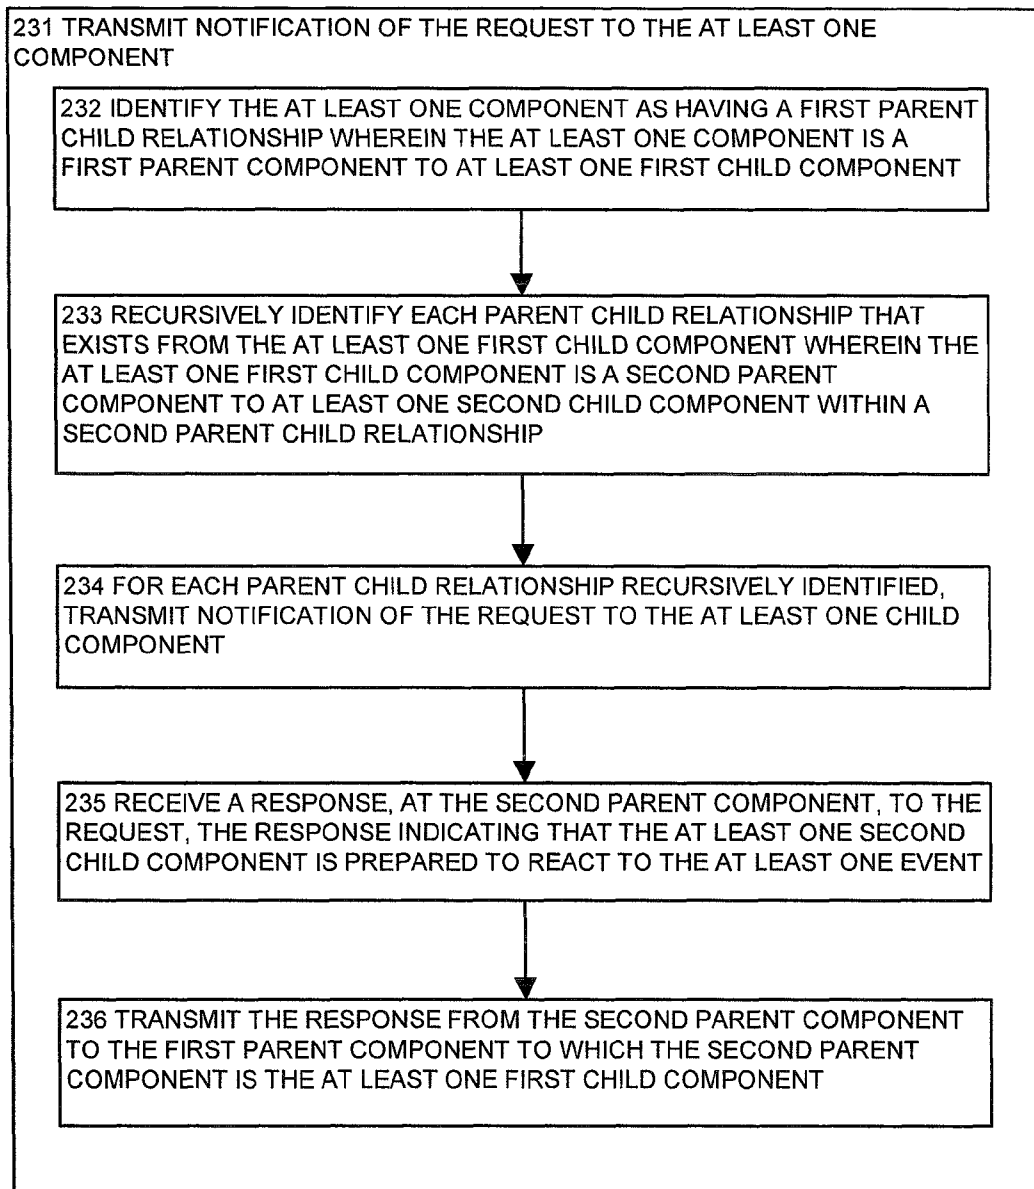 231 TRANSMIT NOTIFICATION OF THE REQUEST TO THE AT LEAST ONE
COMPONENT
232 IDENTIFY THE AT LEAST ONE COMPONENT AS HAVING A FIRST PARENT
CHILD RELATIONSHIP WHEREIN THE AT LEAST ONE COMPONENT IS A
FIRST PARENT COMPONENT TO AT LEAST ONE FIRST CHILD COMPONENT
233 RECURSIVELY IDENTIFY EACH PARENT CHILD RELATIONSHIP THAT
EXISTS FROM THE AT LEAST ONE FIRST CHILD COMPONENT WHEREIN THE
AT LEAST ONE FIRST CHILD COMPONENT IS A SECOND PARENT
COMPONENT TO AT LEAST ONE SECOND CHILD COMPONENT WITHIN A
SECOND PARENT CHILD RELATIONSHIP
234 FOR EACH PARENT CHILD RELATIONSHIP RECURSIVELY IDENTIFIED,
TRANSMIT NOTIFICATION OF THE REQUEST TO THE AT LEAST ONE CHILD
COMPONENT
235 RECEIVE A RESPONSE, AT THE SECOND PARENT COMPONENT, TO THE
REQUEST, THE RESPONSE INDICATING THAT THE AT LEAST ONE SECOND
CHILD COMPONENT IS PREPARED TO REACT TO THE AT LEAST ONE EVENT
236 TRANSMIT THE RESPONSE FROM THE SECOND PARENT COMPONENT
TO THE FIRST PARENT COMPONENT TO WHICH THE SECOND PARENT
COMPONENT IS THE AT LEAST ONE FIRST CHILD COMPONENT